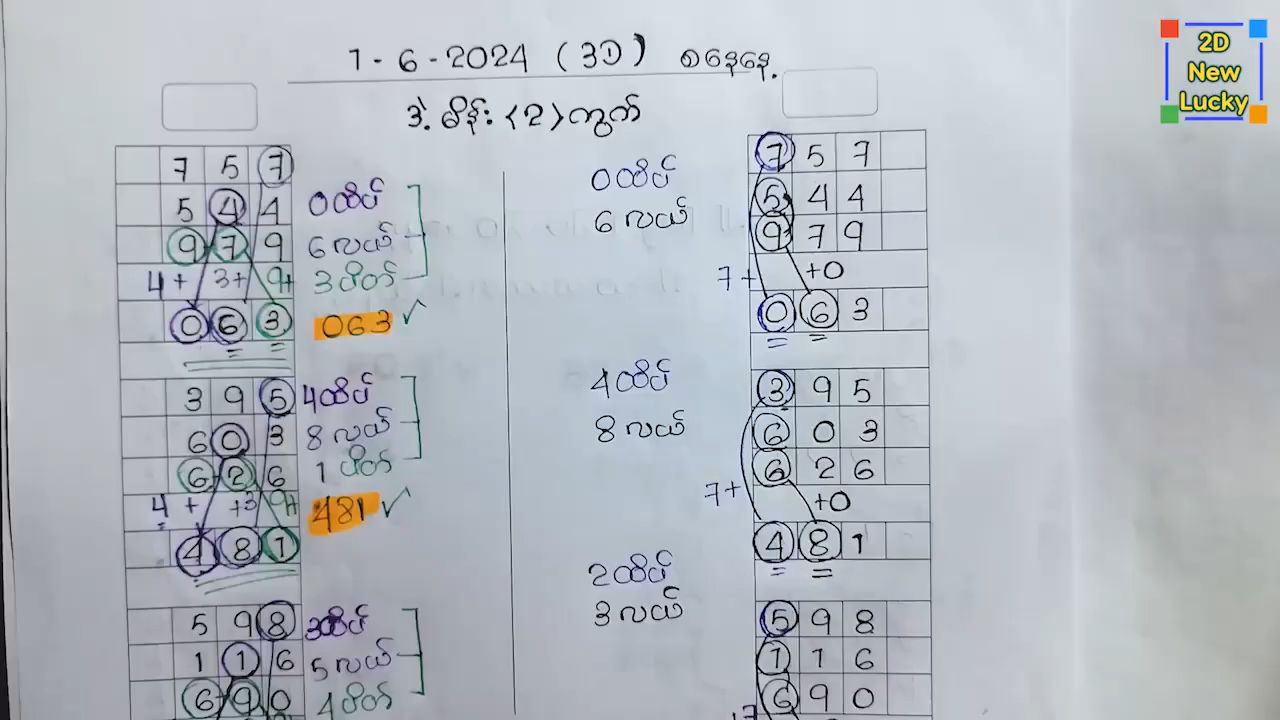 1-6-2024 (3D) စနေနေ့
ဒဲ့ မိန်း <2> ကွက်
2D
New
Lucky
7 5 7
5 4 4
9 7 9
4+ 3+ 9+
0 6 3
0 ထိပ်
6 လယ်
3 ပိတ်
063
3 9 5
6 0 3
6 2 6
4 + +3 9+
4 8 1
4 ထိပ်
8 လယ်
1 ပိတ်
481
5 9 8
1 1 6
6 9 0
3 ထိပ်
5 လယ်
4 ပိတ်
0 ထိပ်
6 လယ်
7 5 7
5 4 4
9 7 9
7+ +0
0 6 3
4 ထိပ်
8 လယ်
3 9 5
6 0 3
6 2 6
7+ +0
4 8 1
2 ထိပ်
3 လယ်
5 9 8
1 1 6
6 9 0